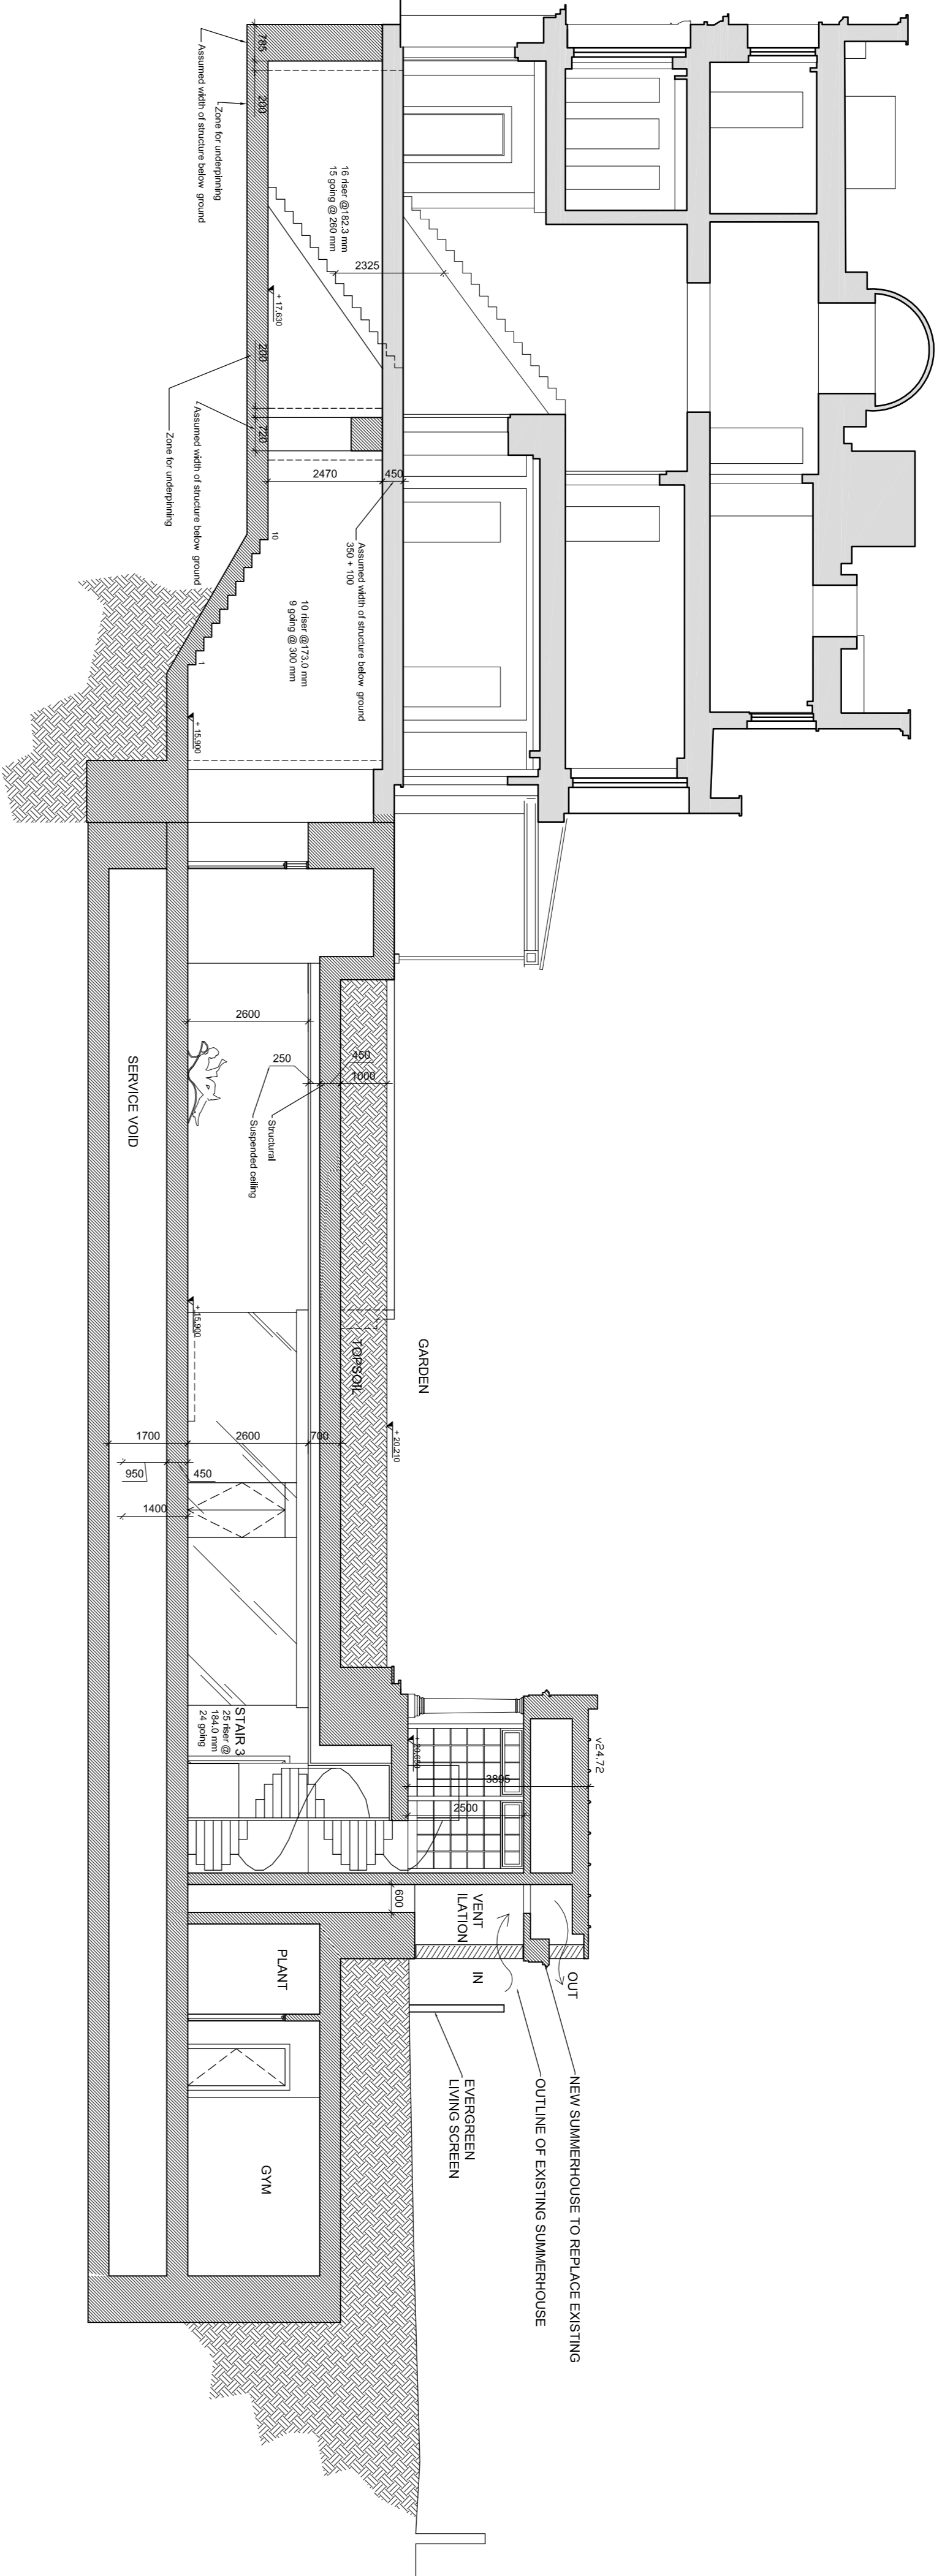 785
200
Assumed width of structure below ground
Zone for underpinning
16 riser @182.3 mm
15 going @ 260 mm
2325
+ 17,630
200
720
Assumed width of structure below ground
Zone for underpinning
2470
450
Assumed width of structure below ground
350 + 100
10
10 riser @173.0 mm
9 going @ 300 mm
1
+ 15,900
2600
250
450
1000
Structural
Suspended ceiling
SERVICE VOID
+ 15,900
GARDEN
TOPSOIL
+ 20,210
1700
2600
700
950
450
1400
STAIR 3
25 riser @
184.0 mm
24 going
v24.72
3895
2500
600
VENT
ILATION
IN
OUT
PLANT
GYM
EVERGREEN
LIVING SCREEN
OUTLINE OF EXISTING SUMMERHOUSE
NEW SUMMERHOUSE TO REPLACE EXISTING